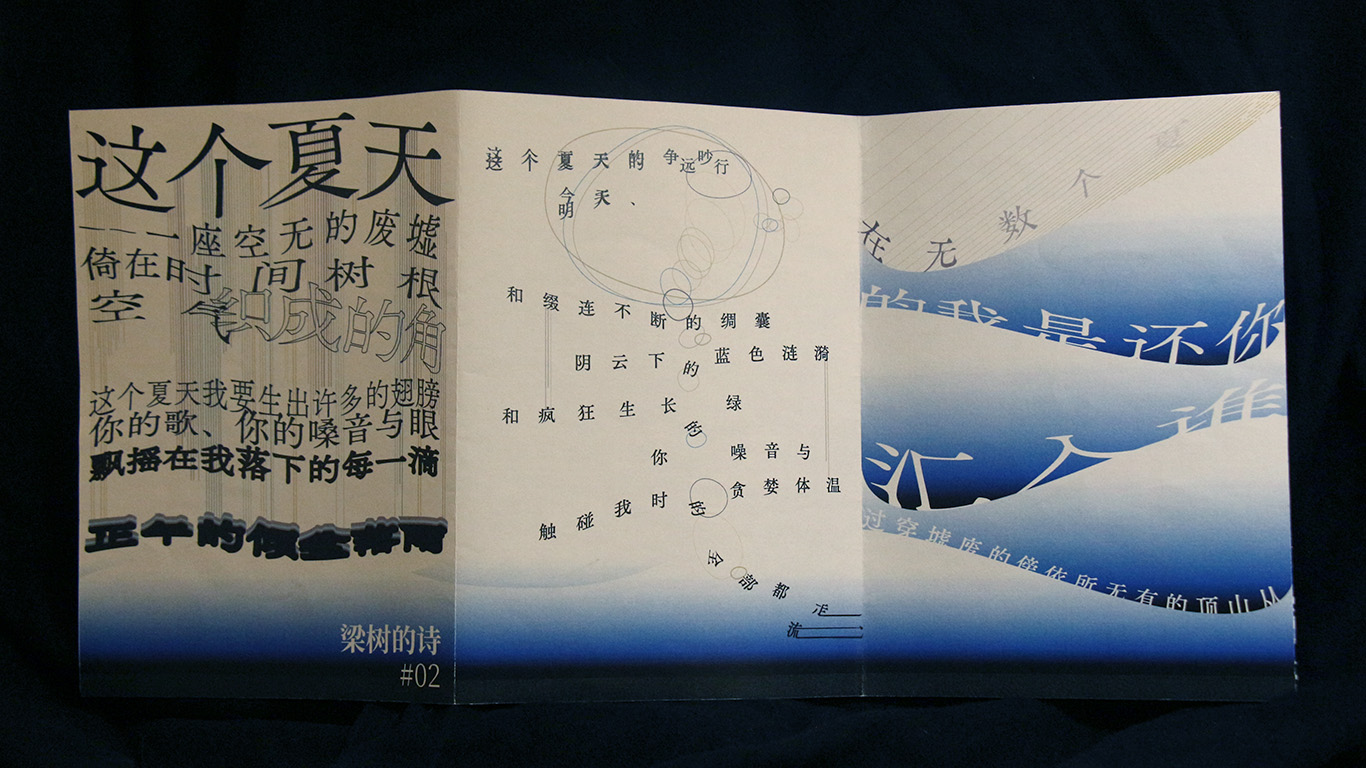 这个夏天
一座空无的废墟
倚在时间树根
空气织成的角
这个夏天我要生出许多的翅膀
你的歌、你的嗓音与眼
飘摇在我落下的每一滴
正午的倾盆落雨
梁树的诗
#02
这个夏天的争吵
远行
今天、
明天
和缀连不断的绸囊
阴云下的蓝色涟漪
和疯狂生长的绿
你的噪音与
触碰我时的贪婪体温
全部都
流
在无数个夏
的我是还你
汇入谁
过穿墟废的傍依所无有的顶山从